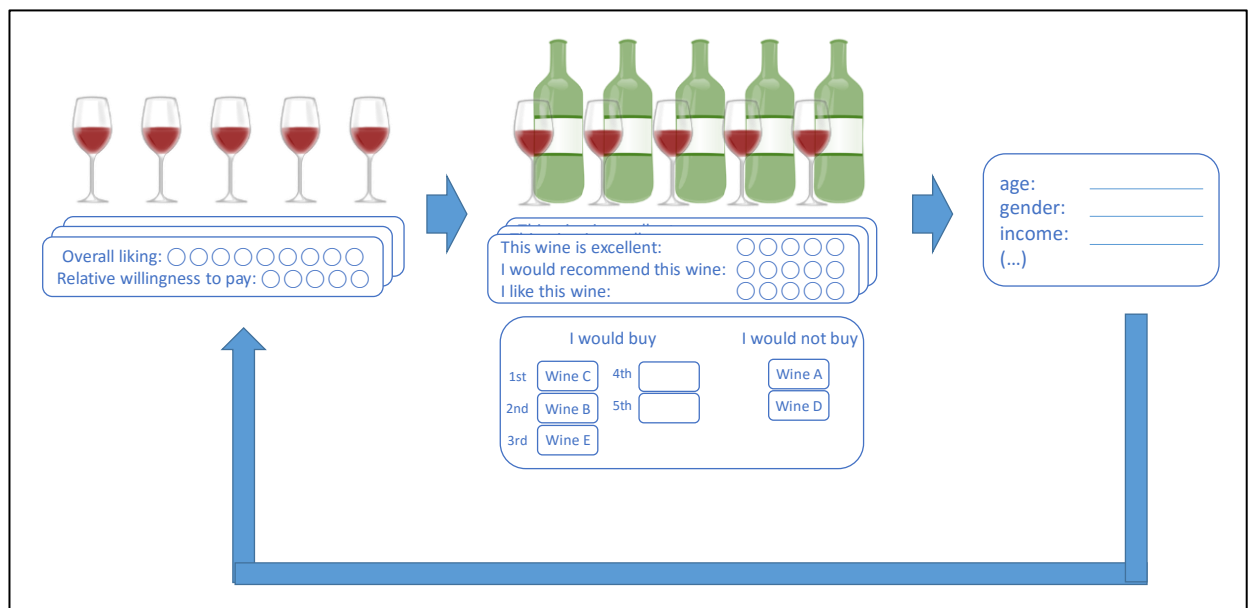 Overall liking:
Relative willingness to pay:
This wine is excellent:
I would recommend this wine:
I like this wine:
I would buy
I would not buy
1st Wine C 4th
Wine A
2nd Wine B 5th
Wine D
3rd Wine E
age:
gender:
income:
(...)